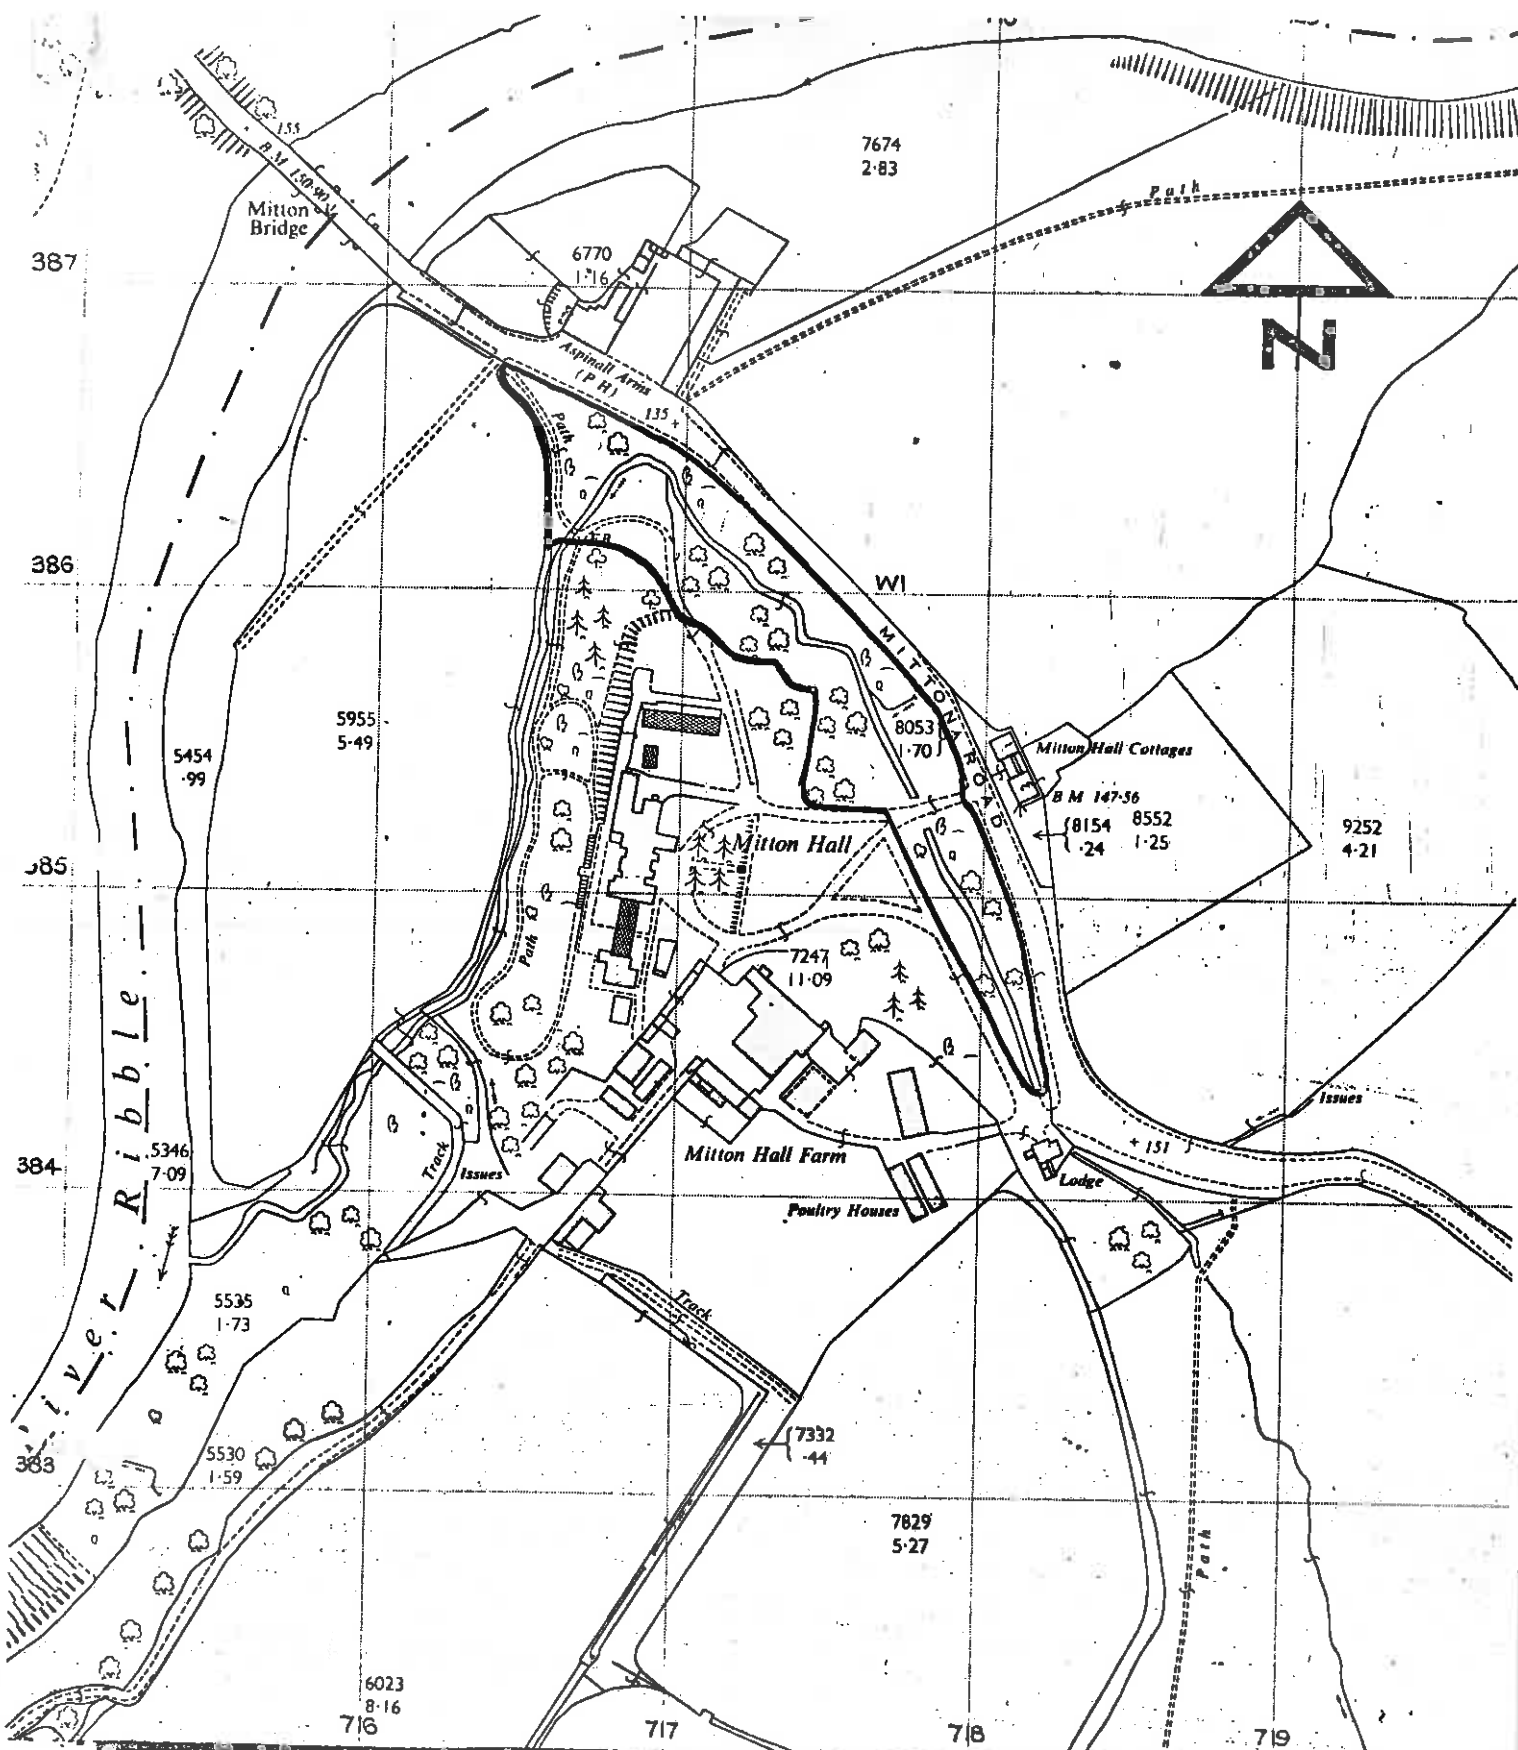 155
B M 150·90
Mitton
Bridge
7674
2·83
Path
387
6770
1·16
N
Aspinall Arms
(P H)
135
Path
386
W1
MITTON ROAD
5955
5·49
5454
·99
8053
1·70
Mitton Hall Cottages
B M 147·56
8154
·24
8552
1·25
9252
4·21
Mitton Hall
385
Path
7247
11·09
River Ribble
Issues
5346
7·09
384
Track
Issues
Mitton Hall Farm
151
Lodge
Poultry Houses
5535
1·73
Track
7332
·44
383
5530
1·59
7829
5·27
Path
6023
8·16
716
717
718
719